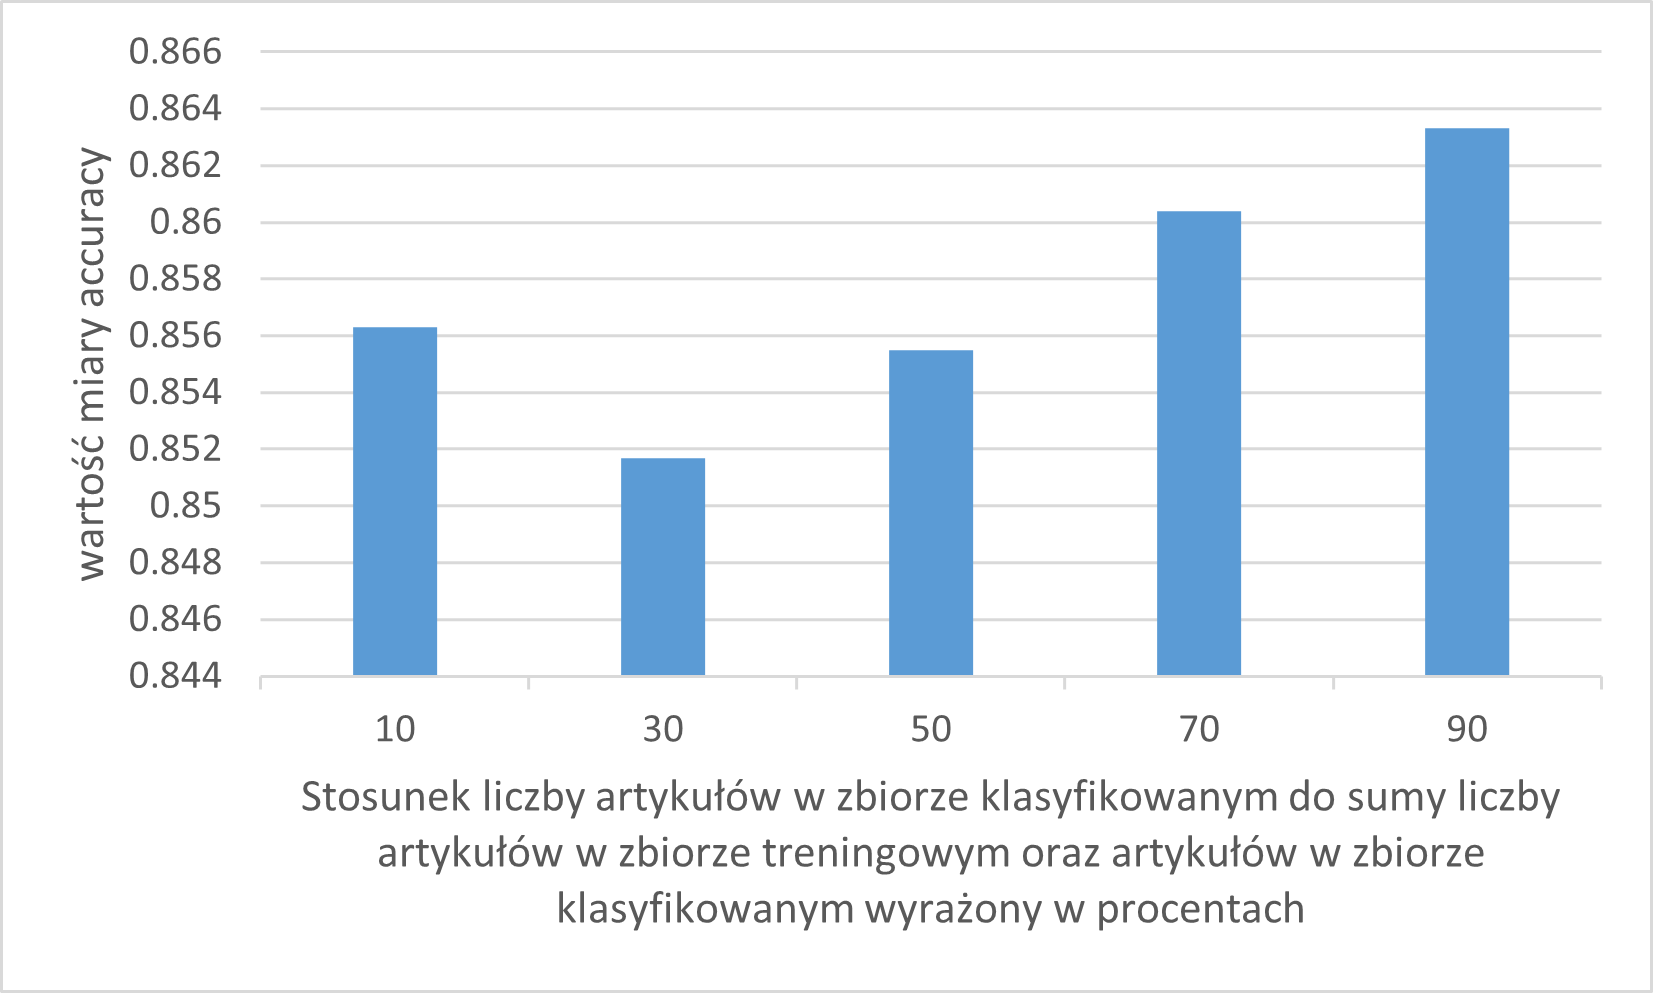 0.866
0.864
0.862
0.86
0.858
0.856
0.854
0.852
0.85
0.848
0.846
0.844
wartość miary accuracy
10 30 50 70 90
Stosunek liczby artykułów w zbiorze klasyfikowanym do sumy liczby
artykułów w zbiorze treningowym oraz artykułów w zbiorze
klasyfikowanym wyrażony w procentach